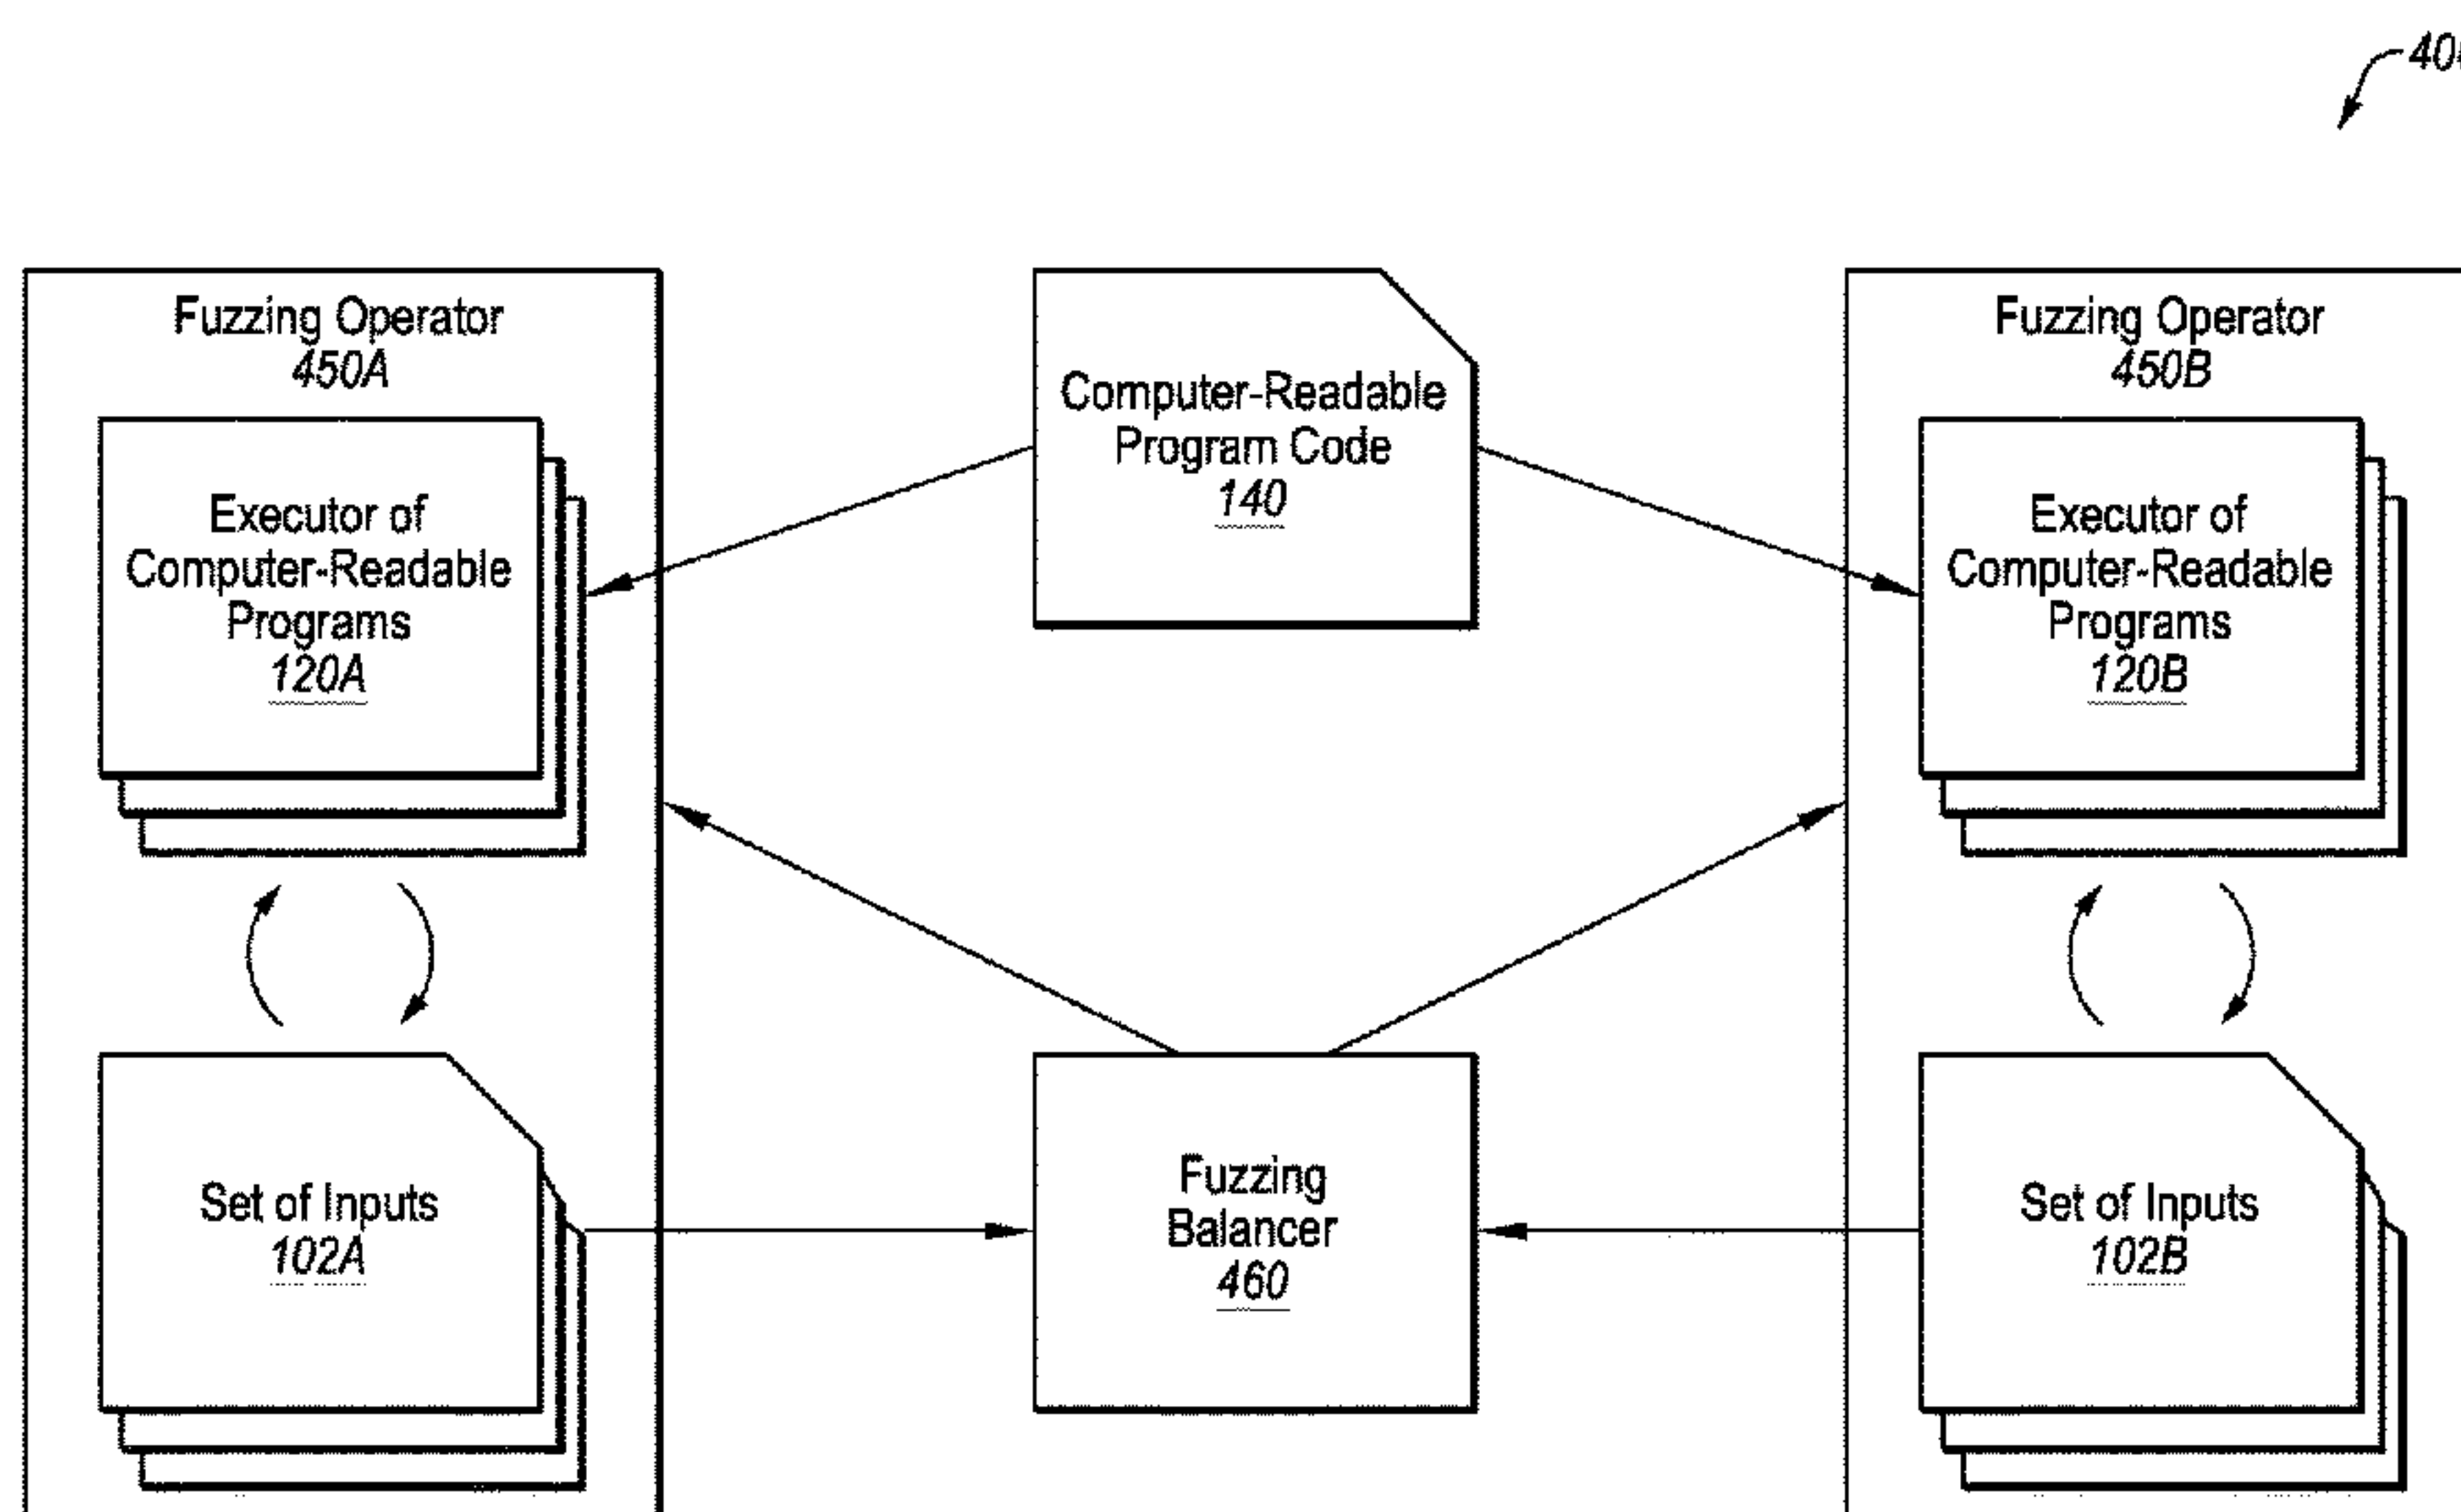 Fuzzing Operator
450A
Executor of
Computer-Readable
Programs
120A
Set of Inputs
102A
Computer-Readable
Program Code
140
Fuzzing
Balancer
460
Fuzzing Operator
450B
Executor of
Computer-Readable
Programs
120B
Set of Inputs
102B